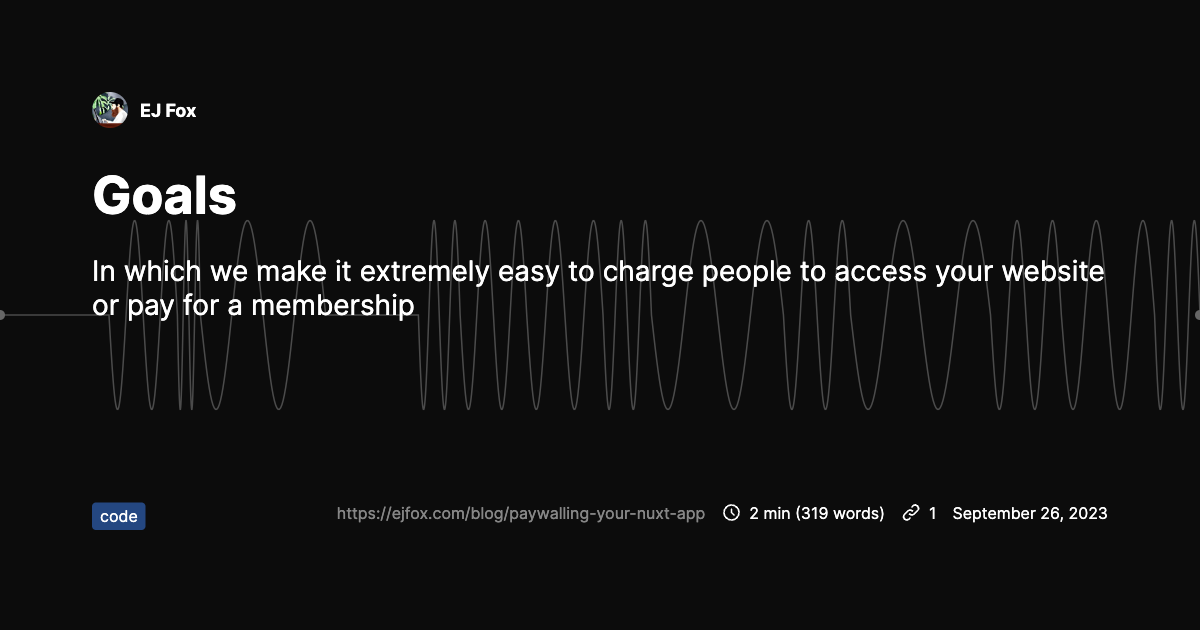 EJ Fox
Goals
In which we make it extremely easy to charge people to access your website
or pay for a membership
code
https://ejfox.com/blog/paywalling-your-nuxt-app
2 min (319 words)
1
September 26, 2023